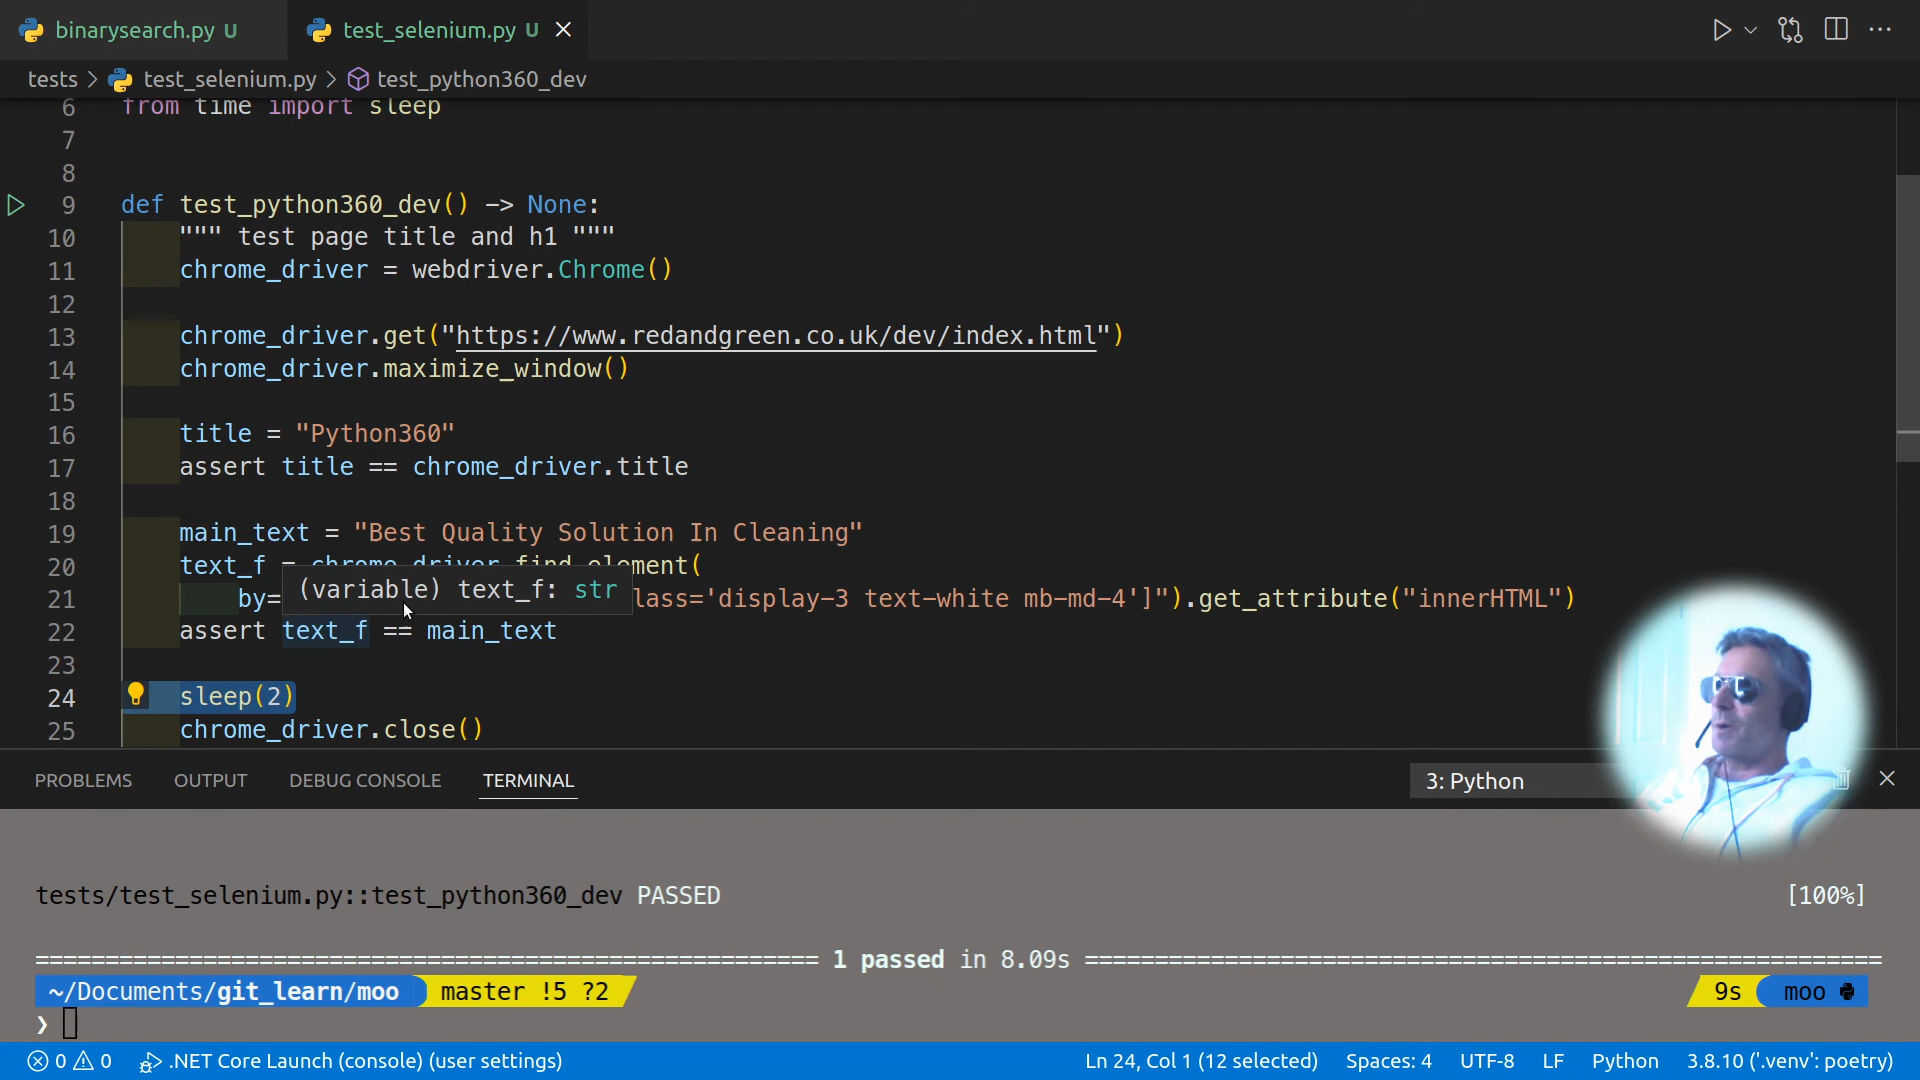 binarysearch.py U
test_selenium.py U
tests > test_selenium.py > test_python360_dev
6 from time import sleep
7
8
9 def test_python360_dev() -> None:
10 """ test page title and h1 """
11 chrome_driver = webdriver.Chrome()
12
13 chrome_driver.get("https://www.redandgreen.co.uk/dev/index.html")
14 chrome_driver.maximize_window()
15
16 title = "Python360"
17 assert title == chrome_driver.title
18
19 main_text = "Best Quality Solution In Cleaning"
20 text_f = chrome_driver.find_element(
(variable) text_f: str
21 by= lass='display-3 text-white mb-md-4']").get_attribute("innerHTML")
22 assert text_f == main_text
23
24 sleep(2)
25 chrome_driver.close()
PROBLEMS OUTPUT DEBUG CONSOLE TERMINAL 3: Python
tests/test_selenium.py::test_python360_dev PASSED [100%]
1 passed in 8.09s
~/Documents/git_learn/moo master !5 ?2 9s moo
❯
0 0 .NET Core Launch (console) (user settings) Ln 24, Col 1 (12 selected) Spaces: 4 UTF-8 LF Python 3.8.10 ('.venv': poetry)